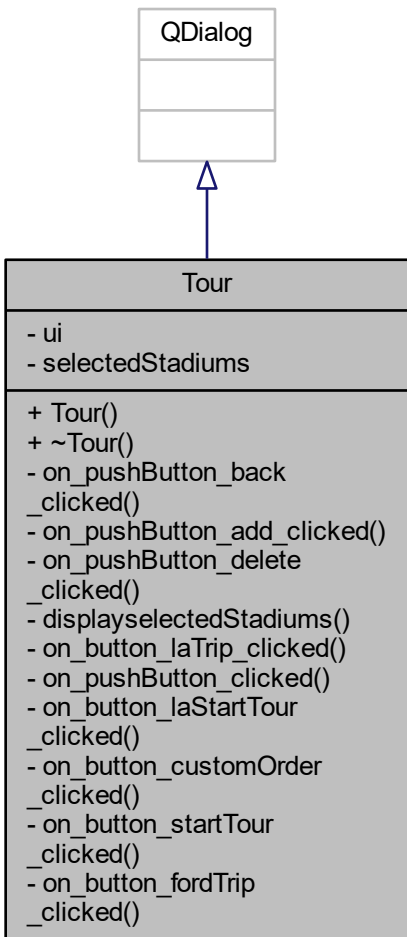 QDialog
Tour
- ui
- selectedStadiums
+ Tour()
+ ~Tour()
- on_pushButton_back
_clicked()
- on_pushButton_add_clicked()
- on_pushButton_delete
_clicked()
- displayselectedStadiums()
- on_button_laTrip_clicked()
- on_pushButton_clicked()
- on_button_laStartTour
_clicked()
- on_button_customOrder
_clicked()
- on_button_startTour
_clicked()
- on_button_fordTrip
_clicked()